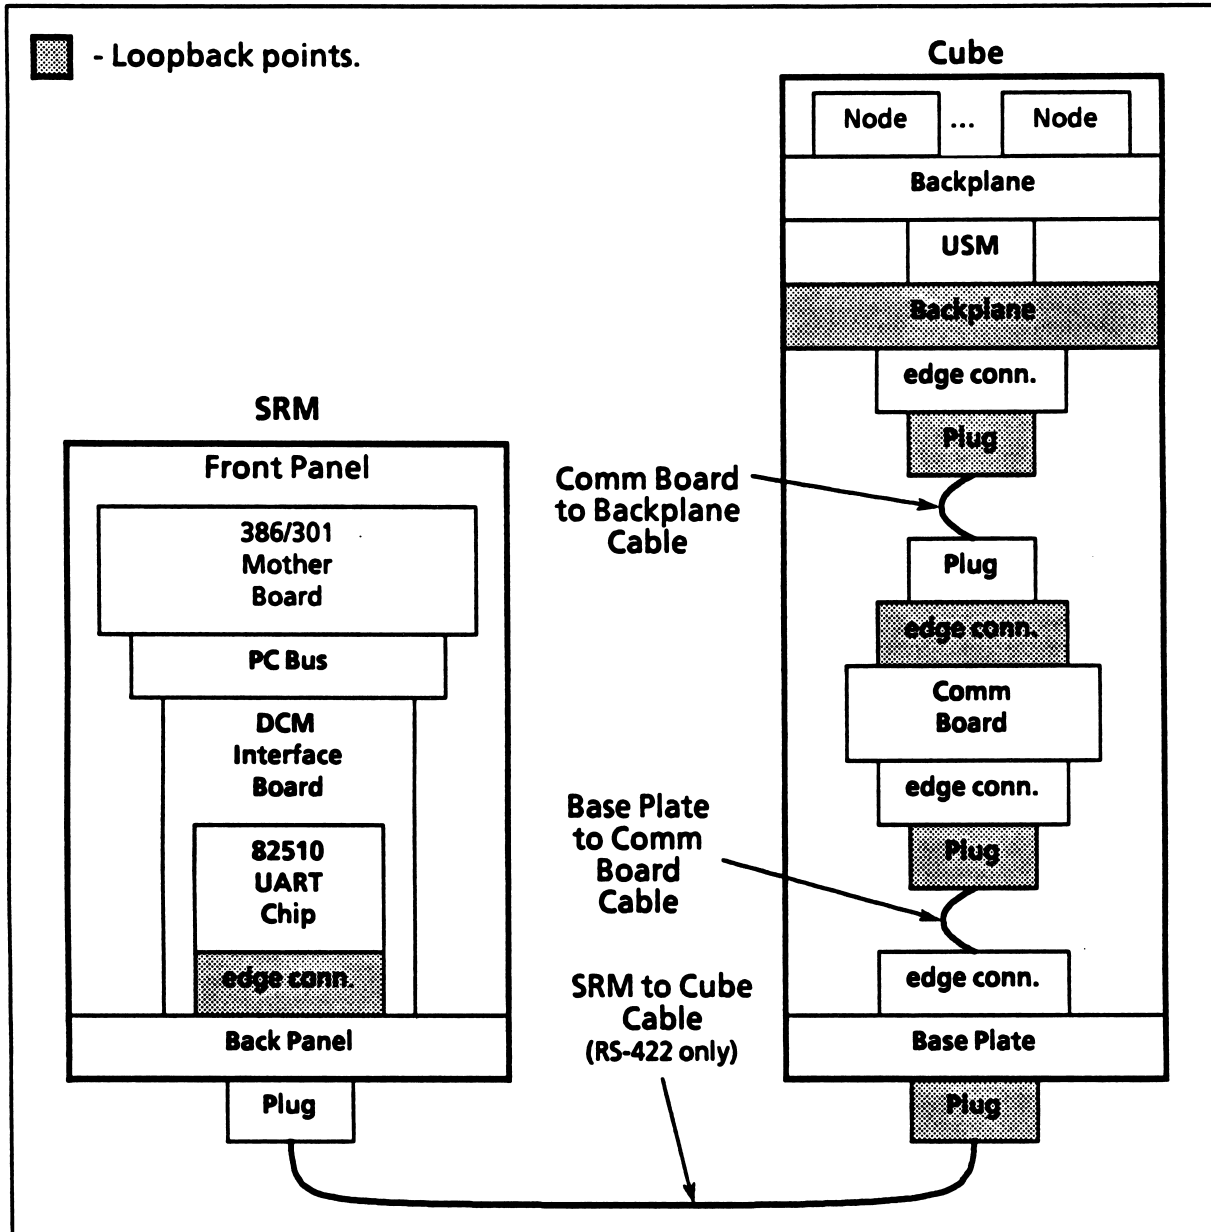 - Loopback points.
Cube
Node
...
Node
Backplane
USM
Backplane
edge conn.
Plug
Comm Board
to Backplane
Cable
Plug
edge conn.
Comm
Board
edge conn.
Base Plate
to Comm
Board
Cable
Plug
edge conn.
Base Plate
Plug
SRM to Cube
Cable
(RS-422 only)
SRM
Front Panel
386/301
Mother
Board
PC Bus
DCM
Interface
Board
82510
UART
Chip
edge conn.
Back Panel
Plug